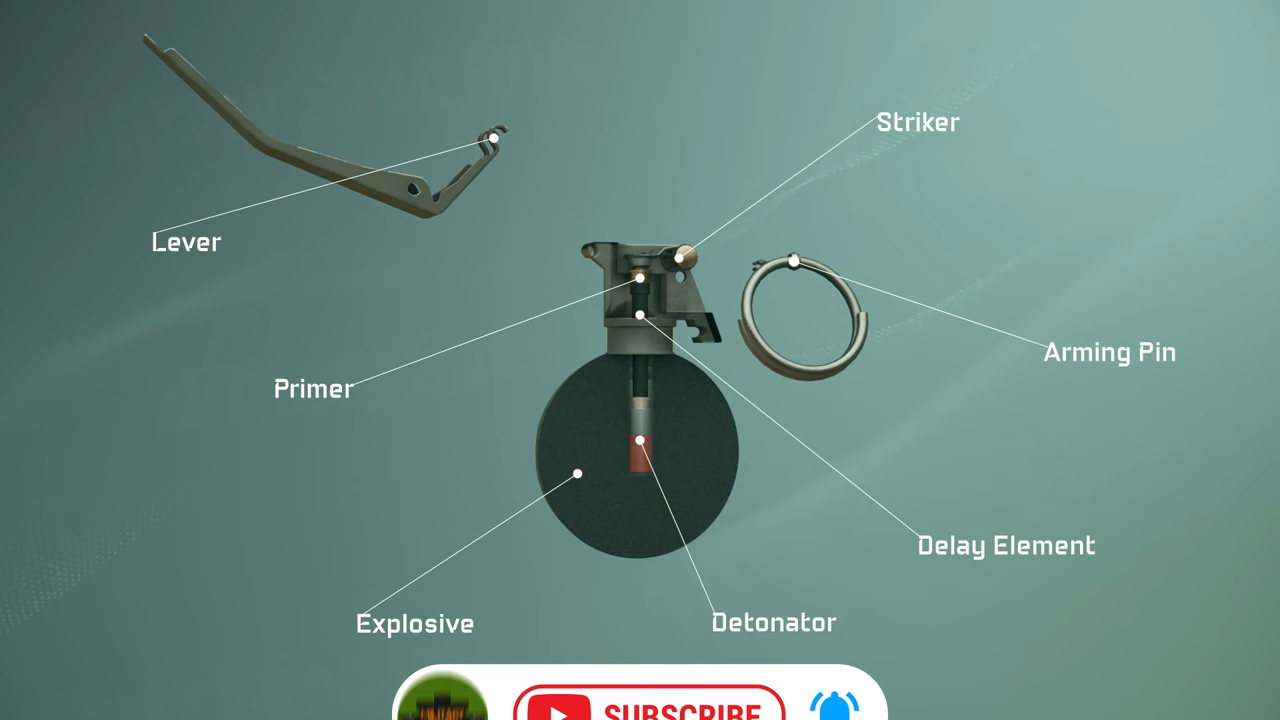 Striker
Lever
Arming Pin
Primer
Delay Element
Explosive
Detonator
SUBSCRIBE